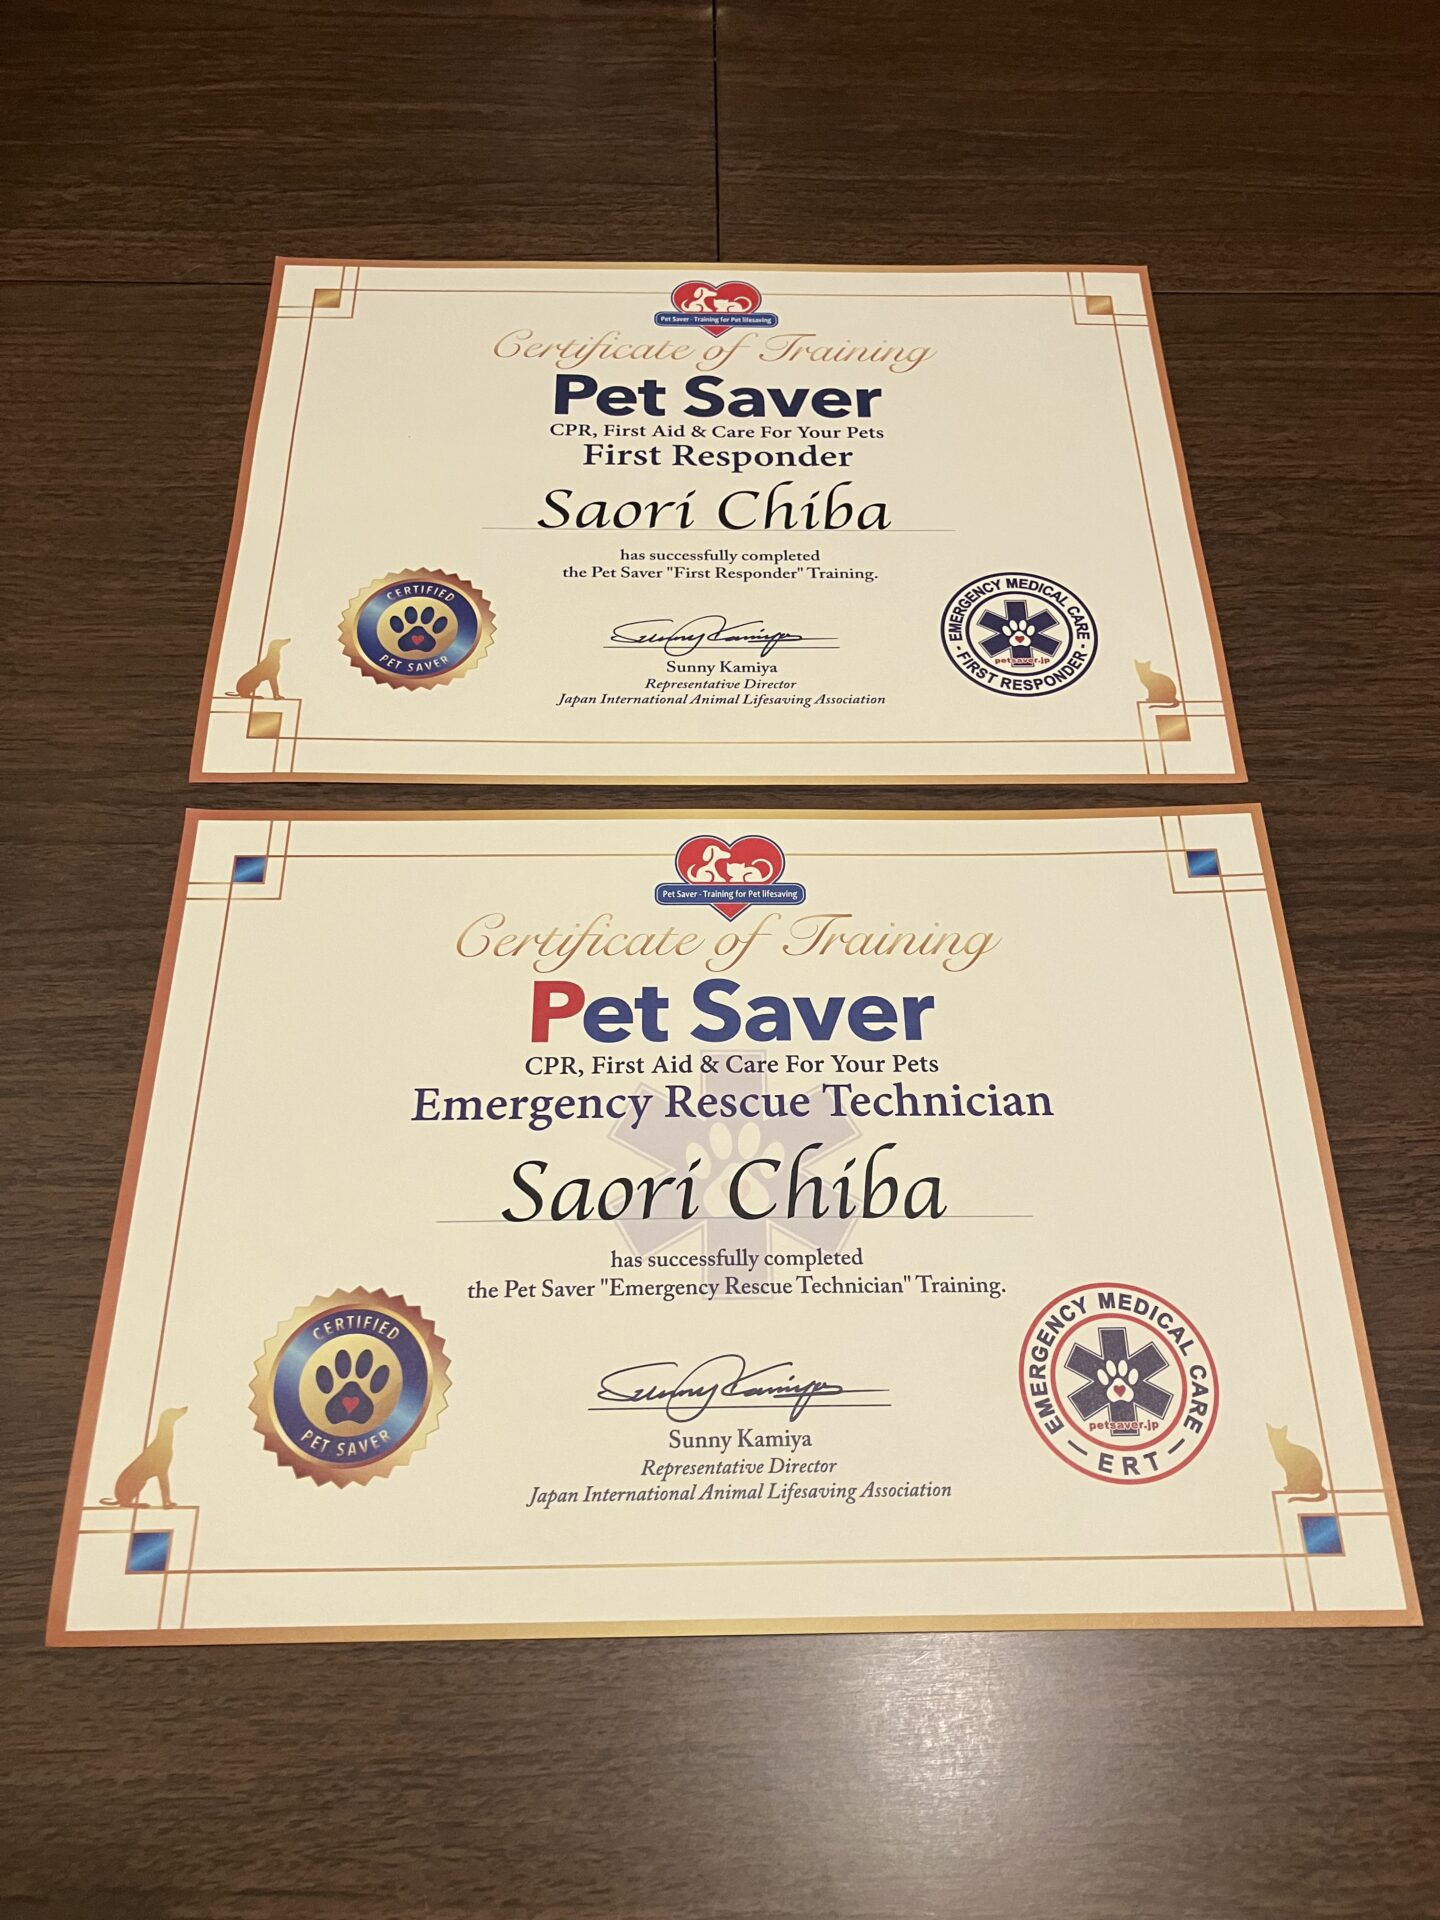 Pet Saver - Training for Pet lifesaving
Certificate of Training
Pet Saver
CPR, First Aid & Care For Your Pets
First Responder
Saori Chiba
has successfully completed
the Pet Saver "First Responder" Training.
CERTIFIED
PET SAVER
Sunny Kamiya
Sunny Kamiya
Representative Director
Japan International Animal Lifesaving Association
EMERGENCY MEDICAL CARE
petsaver.jp
- FIRST RESPONDER -
Pet Saver - Training for Pet lifesaving
Certificate of Training
Pet Saver
CPR, First Aid & Care For Your Pets
Emergency Rescue Technician
Saori Chiba
has successfully completed
the Pet Saver "Emergency Rescue Technician" Training.
CERTIFIED
PET SAVER
Sunny Kamiya
Sunny Kamiya
Representative Director
Japan International Animal Lifesaving Association
EMERGENCY MEDICAL CARE
petsaver.jp
— ERT —